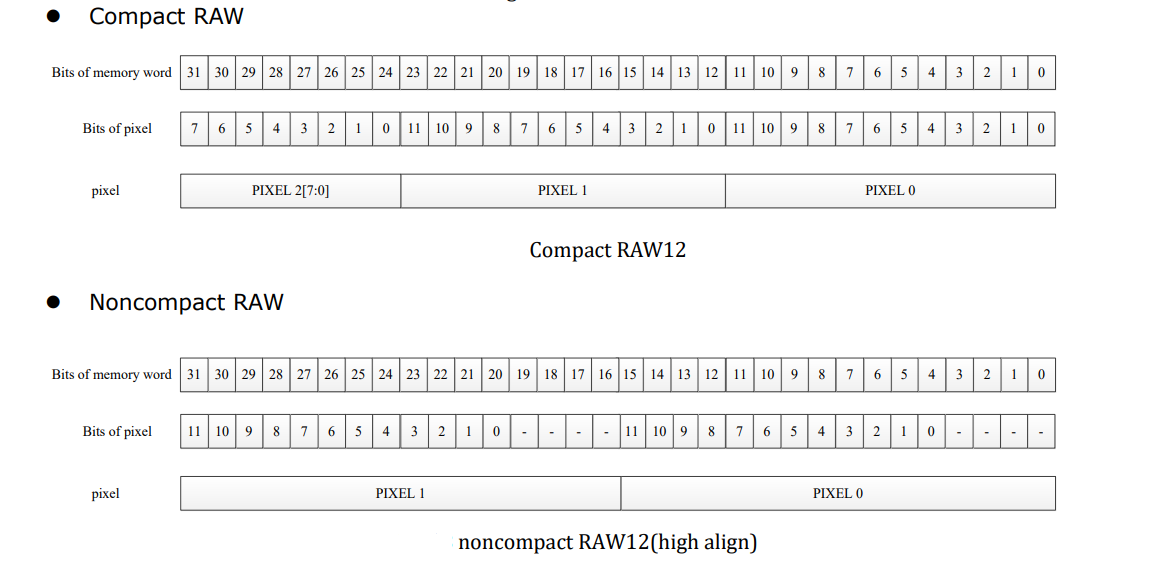 ● Compact RAW
Bits of memory word 31 30 29 28 27 26 25 24 23 22 21 20 19 18 17 16 15 14 13 12 11 10 9 8 7 6 5 4 3 2 1 0
Bits of pixel 7 6 5 4 3 2 1 0 11 10 9 8 7 6 5 4 3 2 1 0 11 10 9 8 7 6 5 4 3 2 1 0
pixel PIXEL 2[7:0] PIXEL 1 PIXEL 0
Compact RAW12
● Noncompact RAW
Bits of memory word 31 30 29 28 27 26 25 24 23 22 21 20 19 18 17 16 15 14 13 12 11 10 9 8 7 6 5 4 3 2 1 0
Bits of pixel 11 10 9 8 7 6 5 4 3 2 1 0 - - - - 11 10 9 8 7 6 5 4 3 2 1 0 - - - -
pixel PIXEL 1 PIXEL 0
noncompact RAW12(high align)